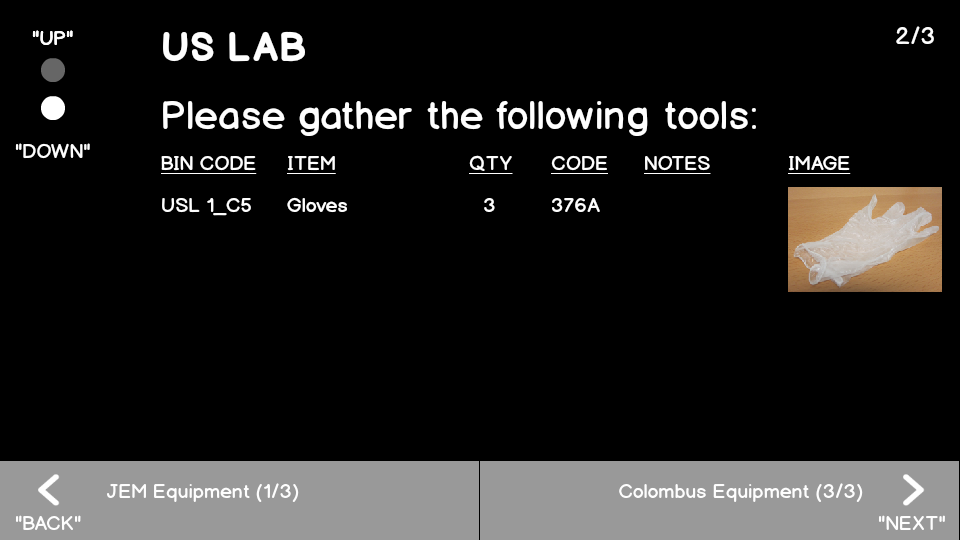 "UP"
"DOWN"
US LAB
2/3
Please gather the following tools:
BIN CODE ITEM QTY CODE NOTES IMAGE
USL 1_C5 Gloves 3 376A
JEM Equipment (1/3)
"BACK"
Colombus Equipment (3/3)
"NEXT"